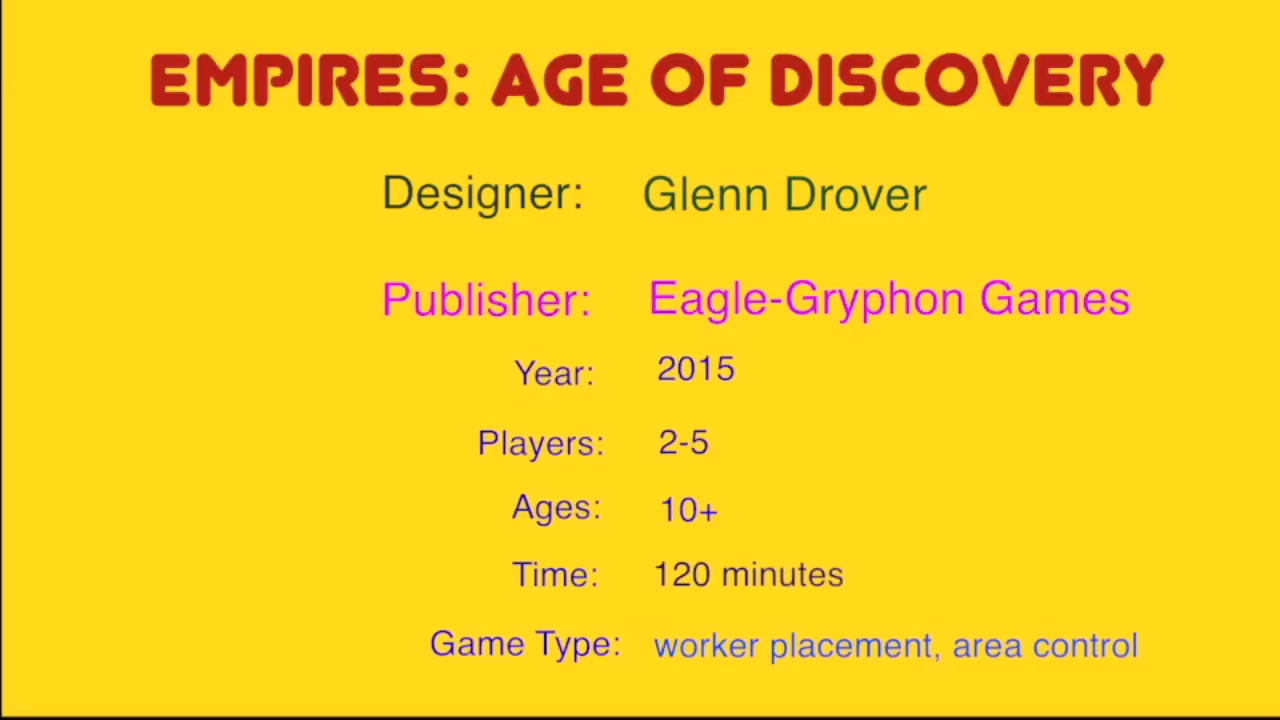 EMPIRES: AGE OF DISCOVERY
Designer: Glenn Drover
Publisher: Eagle-Gryphon Games
Year: 2015
Players: 2-5
Ages: 10+
Time: 120 minutes
Game Type: worker placement, area control